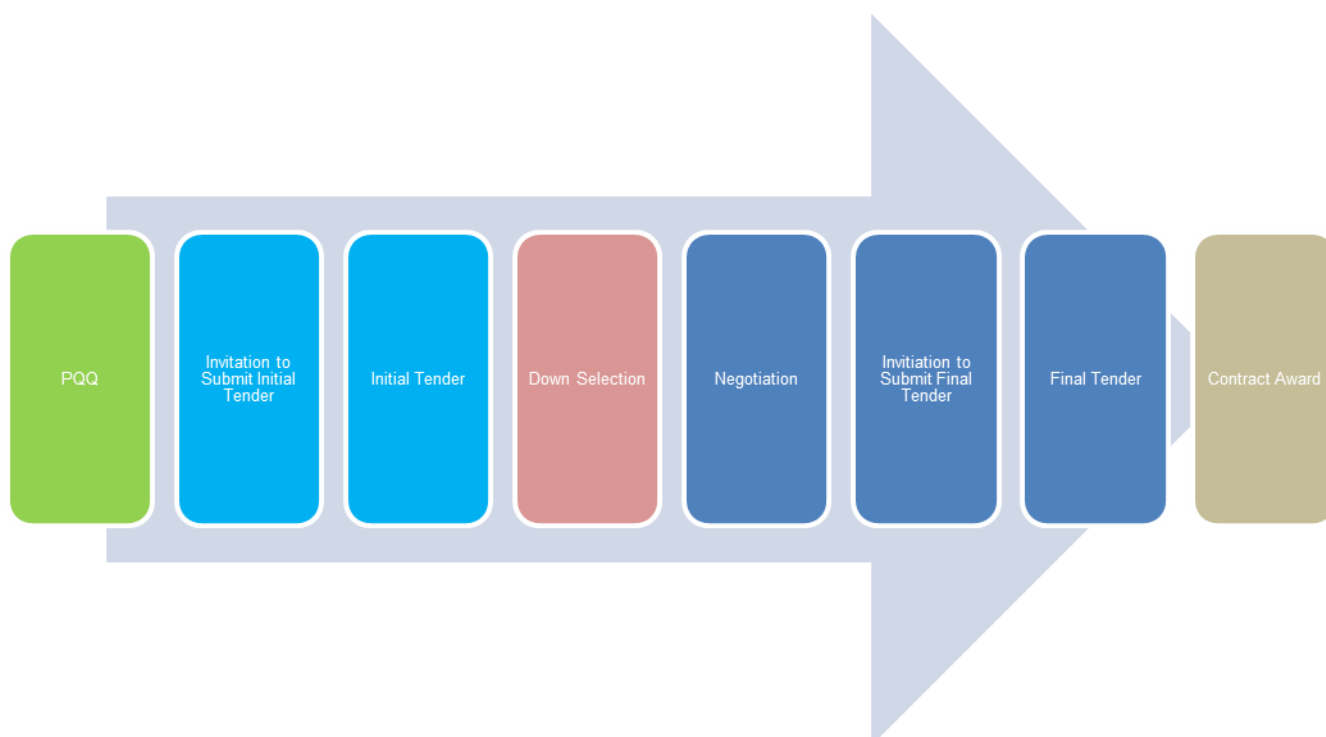 PQQ
Invitation to
Submit Initial
Tender
Initial Tender
Down Selection
Negotiation
Invitiation to
Submit Final
Tender
Final Tender
Contract Award